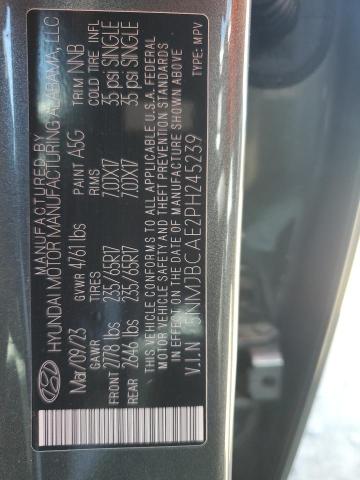 MANUFACTURED BY
HYUNDAI MOTOR MANUFACTURING ALABAMA, LLC
Mar/09/23 GVWR 4761 lbs PAINT A5G TRIM NNB
GAWR TIRES RIMS COLD TIRE INFL
FRONT 2778 lbs 235/65R17 7.0JX17 35 psi SINGLE
REAR 2646 lbs 235/65R17 7.0JX17 35 psi SINGLE
THIS VEHICLE CONFORMS TO ALL APPLICABLE U.S.A. FEDERAL
MOTOR VEHICLE SAFETY AND THEFT PREVENTION STANDARDS
IN EFFECT ON THE DATE OF MANUFACTURE SHOWN ABOVE.
V.I.N : 5NMJBCAE2PH245239 TYPE: MPV